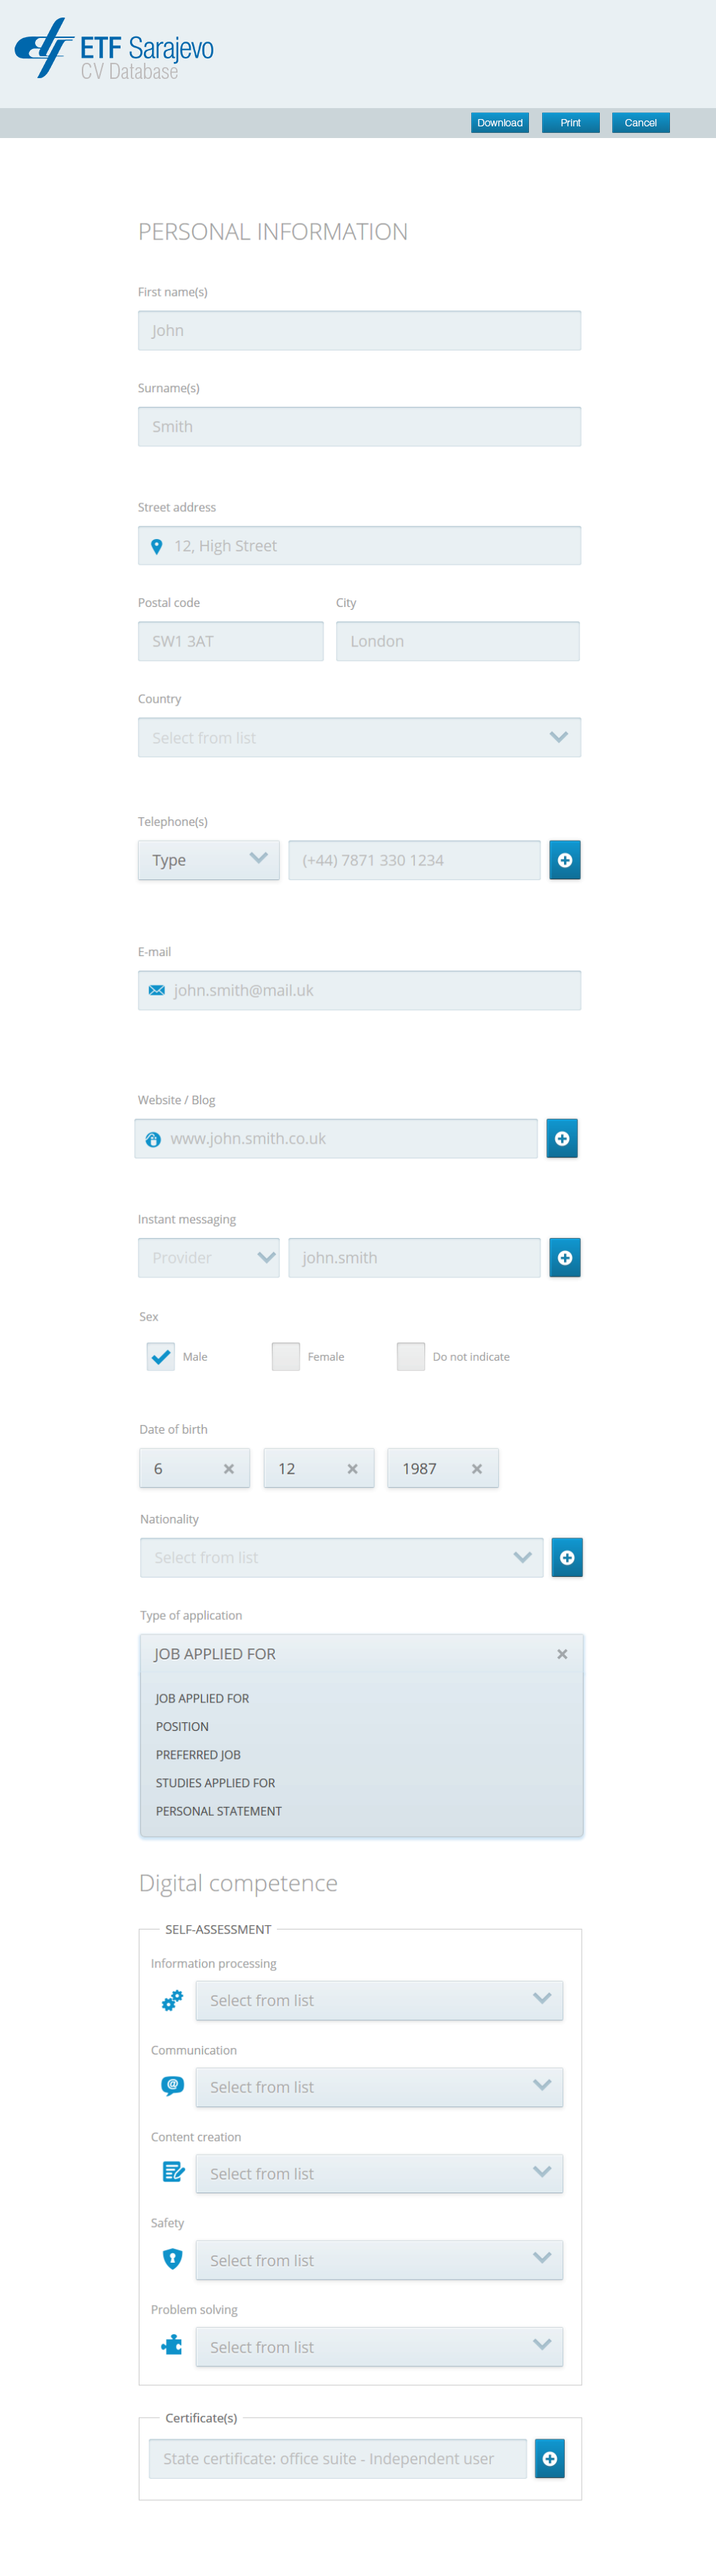 ETF Sarajevo
CV Database
Download Print Cancel
PERSONAL INFORMATION
First name(s)
John
Surname(s)
Smith
Street address
12, High Street
Postal code City
SW1 3AT London
Country
Select from list
Telephone(s)
Type (+44) 7871 330 1234
E-mail
john.smith@mail.uk
Website / Blog
www.john.smith.co.uk
Instant messaging
Provider john.smith
Sex
Male Female Do not indicate
Date of birth
6 12 1987
Nationality
Select from list
Type of application
JOB APPLIED FOR
JOB APPLIED FOR
POSITION
PREFERRED JOB
STUDIES APPLIED FOR
PERSONAL STATEMENT
Digital competence
SELF-ASSESSMENT
Information processing
Select from list
Communication
@ Select from list
Content creation
Select from list
Safety
Select from list
Problem solving
Select from list
Certificate(s)
State certificate: office suite - Independent user